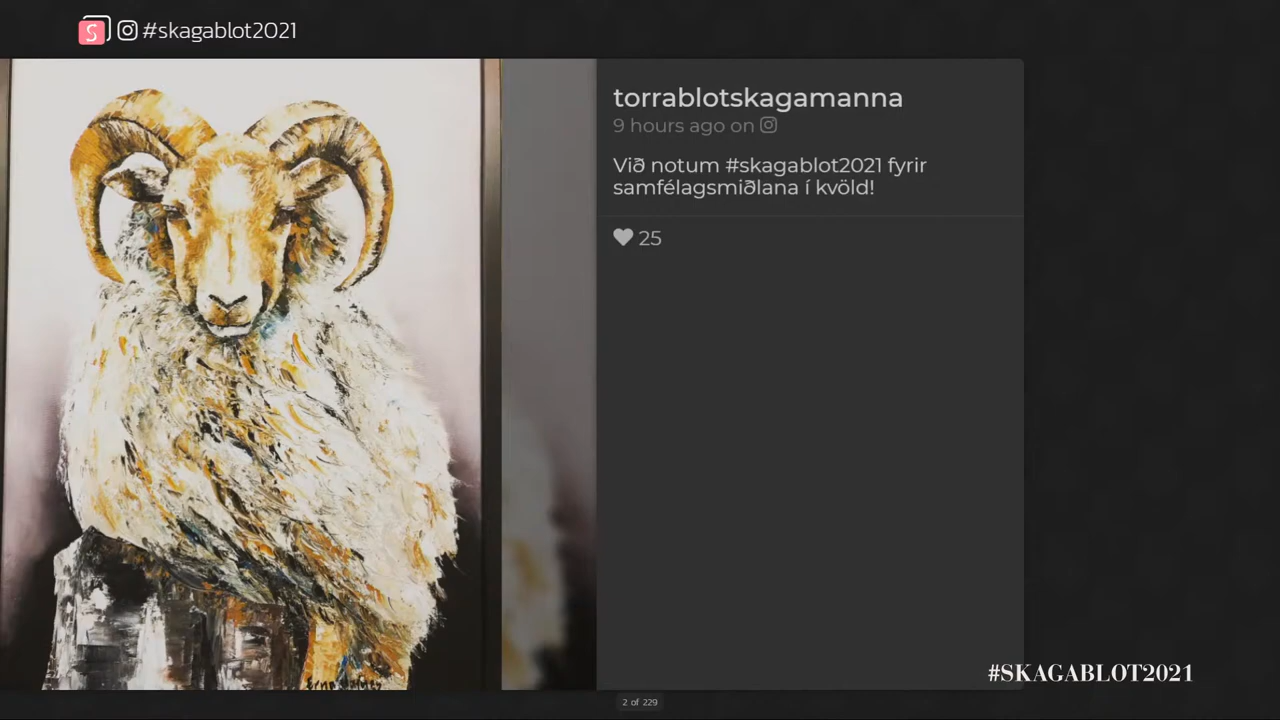 S #skagablot2021
torrablotskagamanna
9 hours ago on
Við notum #skagablot2021 fyrir
samfélagsmiðlana í kvöld!
25
#SKAGABLOT2021
2 of 229